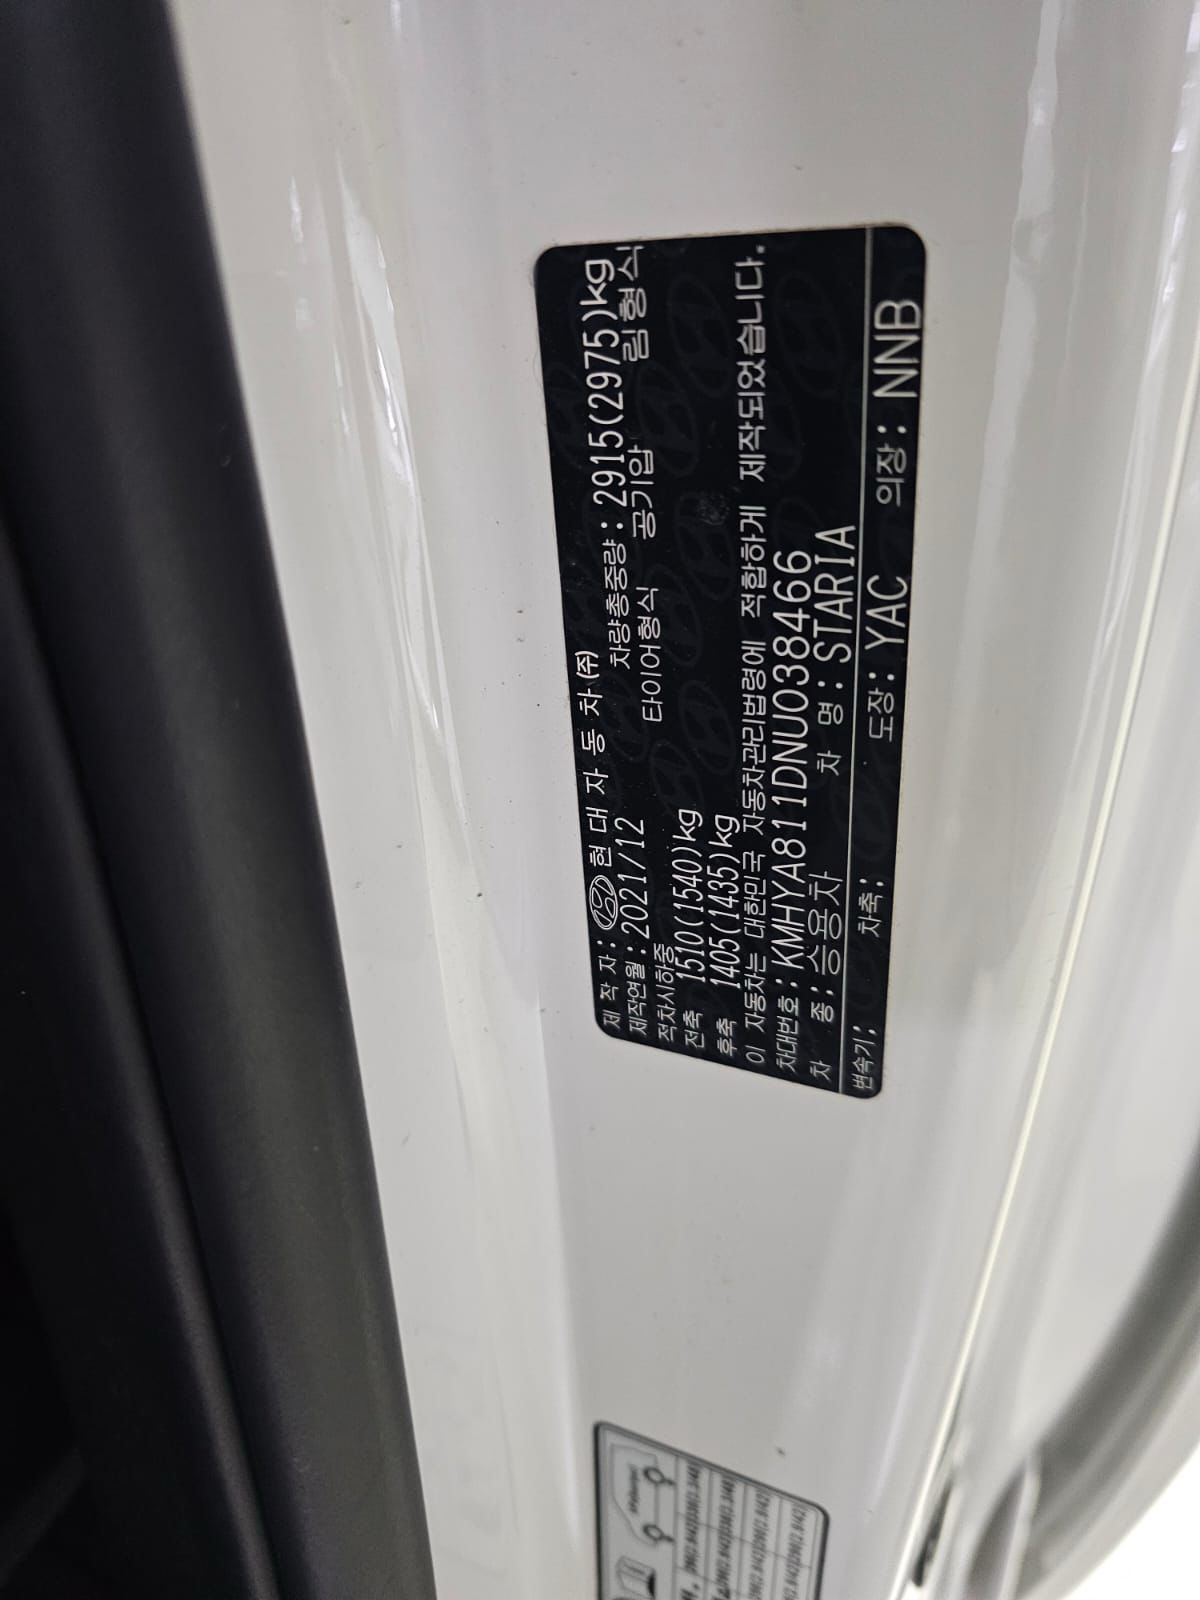 제 작 자 : 현 대 자 동 차 (주)
제작연월 : 2021/12 차량총중량 : 2915(2975)kg
적차시하중 타이어형식 공기압 림형식
전축 1510(1540)kg
후축 1405(1435)kg
이 자동차는 대한민국 자동차관리법령에 적합하게 제작되었습니다.
차대번호 : KMHYA811DNU038466
차 종 : 승용차 차 명 : STARIA
변속기 : 차축 : 도장 : YAC 의장 : NNB